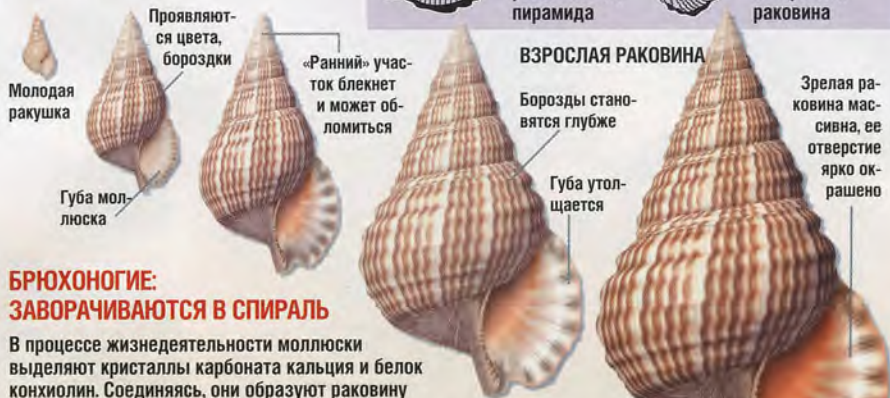 пирамида
раковина
Молодая
ракушка
Проявляют-
ся цвета,
бороздки
Губа мол-
люска
«Ранний» учас-
ток блекнет
и может об-
ломиться
ВЗРОСЛАЯ РАКОВИНА
Борозды стано-
вятся глубже
Губа утол-
щается
Зрелая ра-
ковина мас-
сивна, ее
отверстие
ярко ок-
рашено
БРЮХОНОГИЕ:
ЗАВОРАЧИВАЮТСЯ В СПИРАЛЬ
В процессе жизнедеятельности моллюски
выделяют кристаллы карбоната кальция и белок
конхиолин. Соединяясь, они образуют раковину